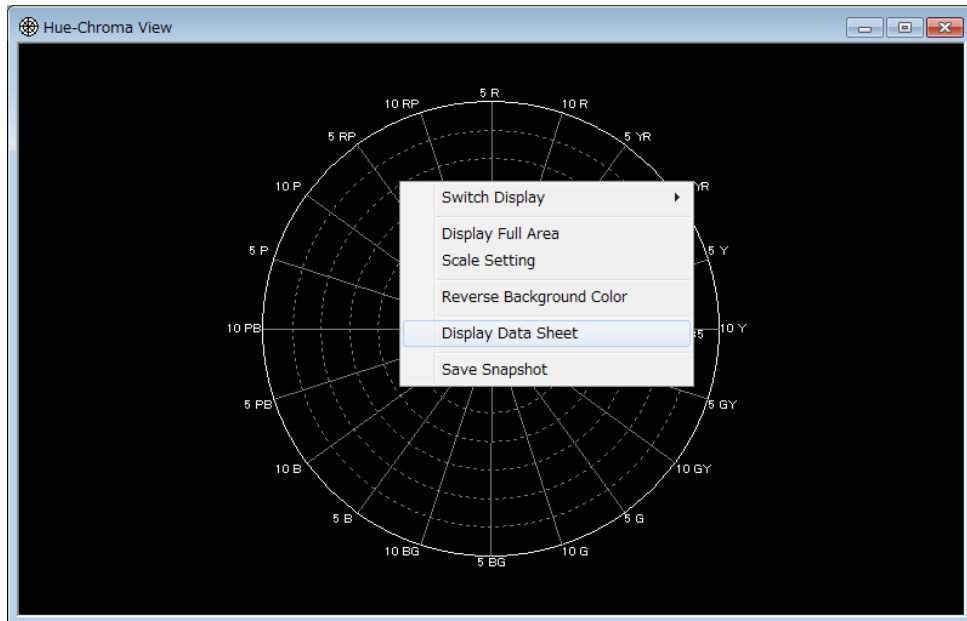 Hue-Chroma View
5 R
10 RP
10 R
5 RP
5 YR
10 P
YR
Switch Display
Display Full Area
5 P
5 Y
Scale Setting
Reverse Background Color
10 PB
Display Data Sheet
10 Y
Save Snapshot
5 PB
5 GY
10 B
10 GY
5 B
5 G
10 BG
10 G
5 BG